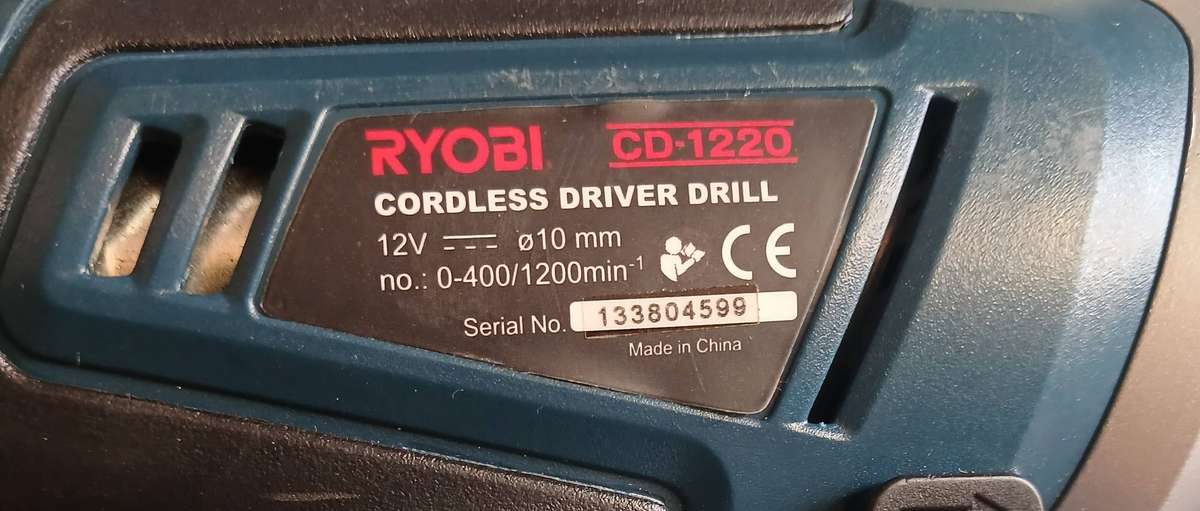 RYOBI CD-1220
CORDLESS DRIVER DRILL
12V ⎓ ø10 mm
no.: 0-400/1200min⁻¹ CE
Serial No. 133804599
Made in China